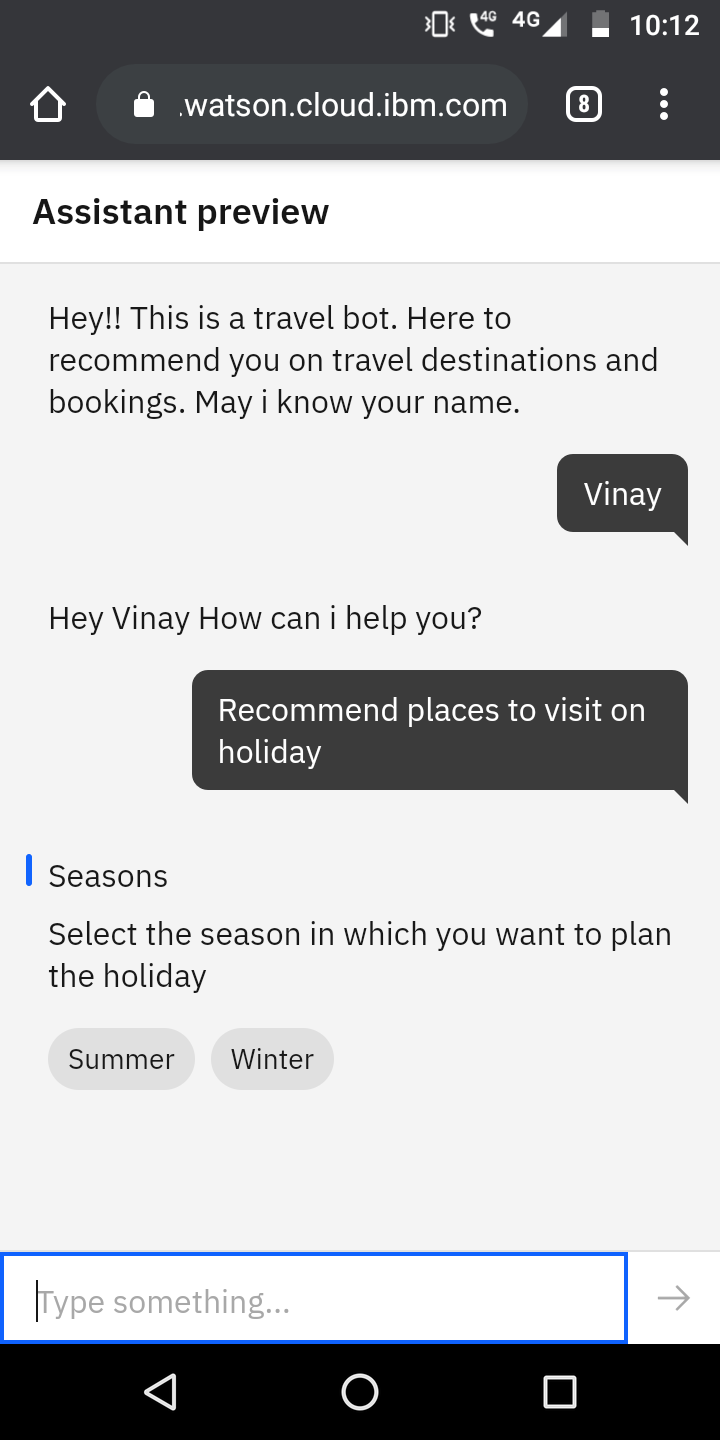 4G 4G 10:12
.watson.cloud.ibm.com 8
Assistant preview
Hey!! This is a travel bot. Here to
recommend you on travel destinations and
bookings. May i know your name.
Vinay
Hey Vinay How can i help you?
Recommend places to visit on
holiday
Seasons
Select the season in which you want to plan
the holiday
Summer Winter
Type something...